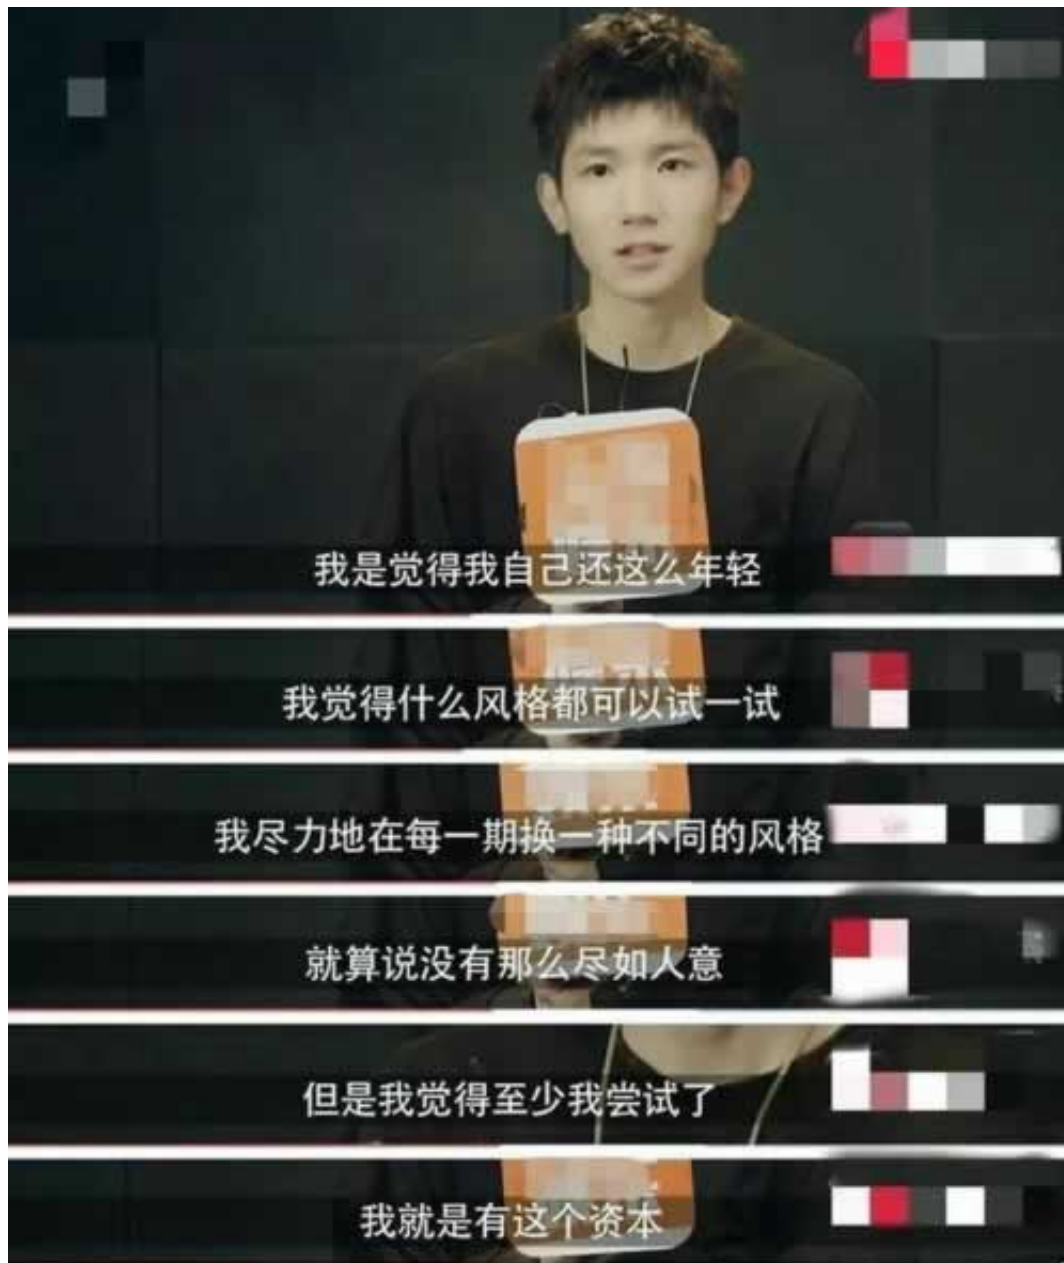 我是觉得我自己还这么年轻
我觉得什么风格都可以试一试
我尽力地在每一期换一种不同的风格
就算说没有那么尽如人意
但是我觉得至少我尝试了
我就是有这个资本